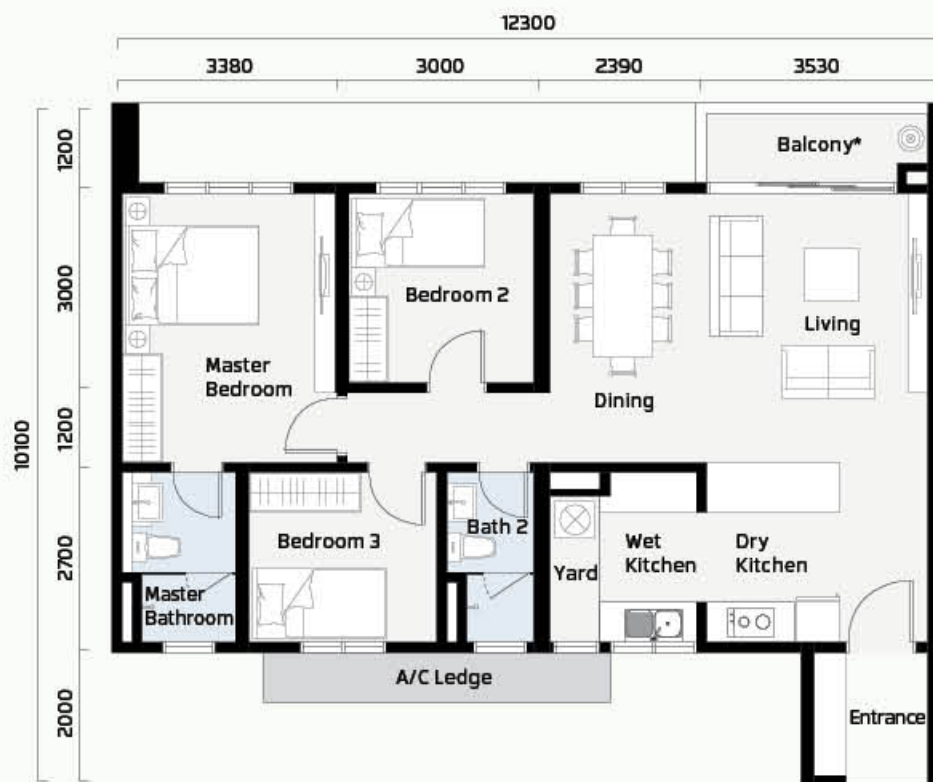 12300
3380
3000
2390
3530
10100
1200
3000
1200
2700
2000
Balcony*
Bedroom 2
Living
Master
Bedroom
Dining
Bath 2
Bedroom 3
Wet
Kitchen
Dry
Kitchen
Yard
Master
Bathroom
A/C Ledge
Entrance